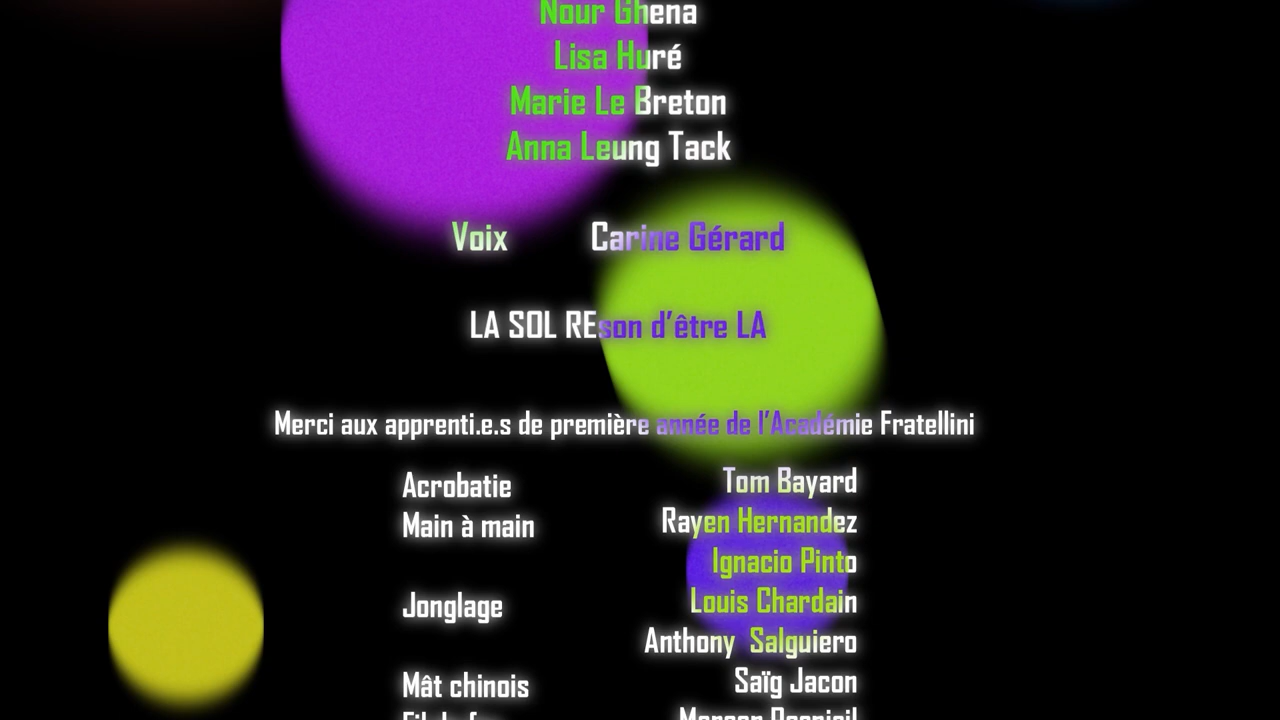 Nour Ghena
Lisa Huré
Marie Le Breton
Anna Leung Tack
Voix Carine Gérard
LA SOL REson d'être LA
Merci aux apprenti.e.s de première année de l'Académie Fratellini
Acrobatie Tom Bayard
Main à main Rayen Hernandez
Ignacio Pinto
Jonglage Louis Chardain
Anthony Salguiero
Mât chinois Saïg Jacon